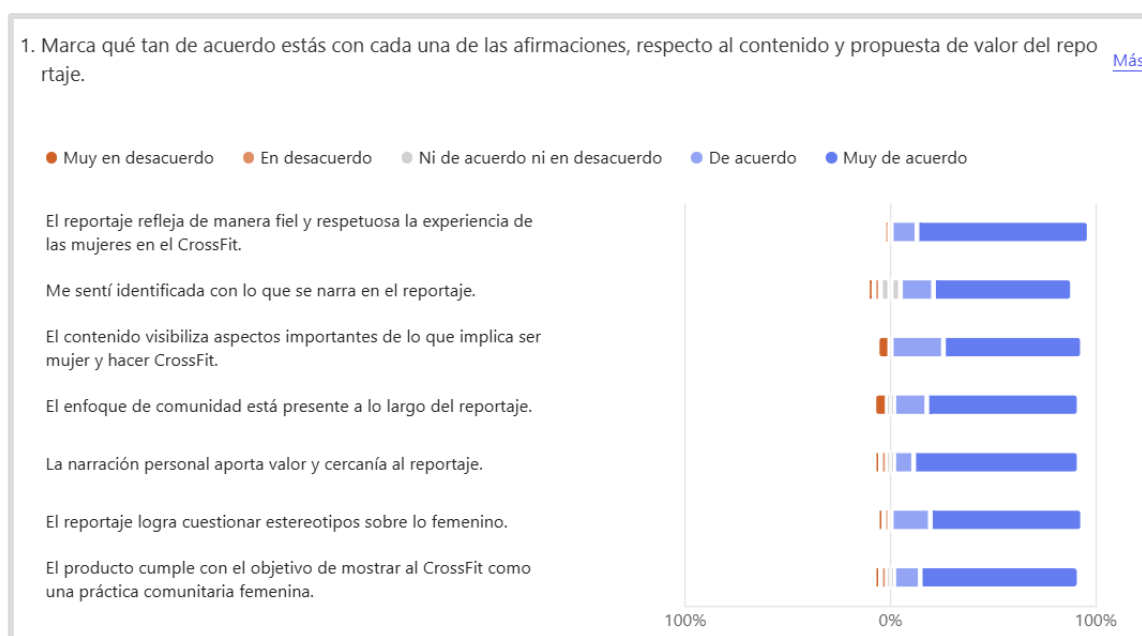 1. Marca qué tan de acuerdo estás con cada una de las afirmaciones, respecto al contenido y propuesta de valor del repo
rtaje.
Más
Muy en desacuerdo En desacuerdo Ni de acuerdo ni en desacuerdo De acuerdo Muy de acuerdo
El reportaje refleja de manera fiel y respetuosa la experiencia de
las mujeres en el CrossFit.
Me sentí identificada con lo que se narra en el reportaje.
El contenido visibiliza aspectos importantes de lo que implica ser
mujer y hacer CrossFit.
El enfoque de comunidad está presente a lo largo del reportaje.
La narración personal aporta valor y cercanía al reportaje.
El reportaje logra cuestionar estereotipos sobre lo femenino.
El producto cumple con el objetivo de mostrar al CrossFit como
una práctica comunitaria femenina.
100% 0% 100%